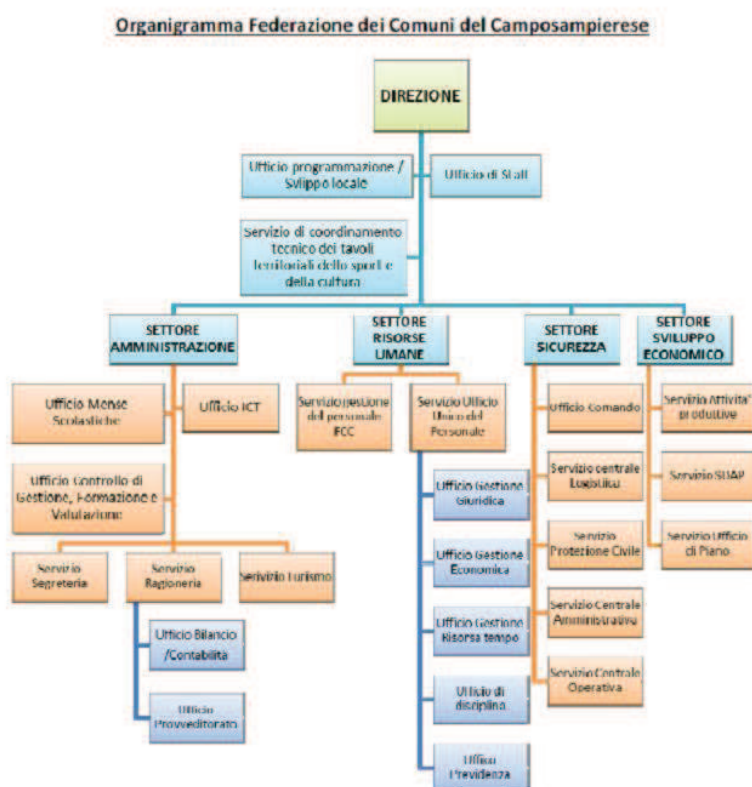 Organigramma Federazione dei Comuni del Camposampierese
DIREZIONE
Ufficio programmazione /
Sviluppo locale
Ufficio di Staff
Servizio di coordinamento
tecnico dei tavoli
territoriali dello sport e
della cultura
SETTORE
AMMINISTRAZIONE
SETTORE
RISORSE
UMANE
SETTORE
SICUREZZA
SETTORE
SVILUPPO
ECONOMICO
Ufficio Mense
Scolastiche
Ufficio ICT
Ufficio Controllo di
Gestione, Formazione e
Valutazione
Servizio
Segreteria
Servizio
Ragioneria
Serivizio Turismo
Ufficio Bilancio
/Contabilità
Ufficio
Provveditorato
Servizio gestione
del personale
FCC
Servizio Ufficio
Unico del
Personale
Ufficio Gestione
Giuridica
Ufficio Gestione
Economica
Ufficio Gestione
Risorsa tempo
Ufficio di
disciplina
Ufficio
Previdenza
Ufficio Comando
Servizio centrale
Logistica
Servizio
Protezione Civile
Servizio Centrale
Amministrativa
Servizio Centrale
Operativa
Servizio Attivita'
produttive
Servizio SUAP
Servizio Ufficio
di Piano